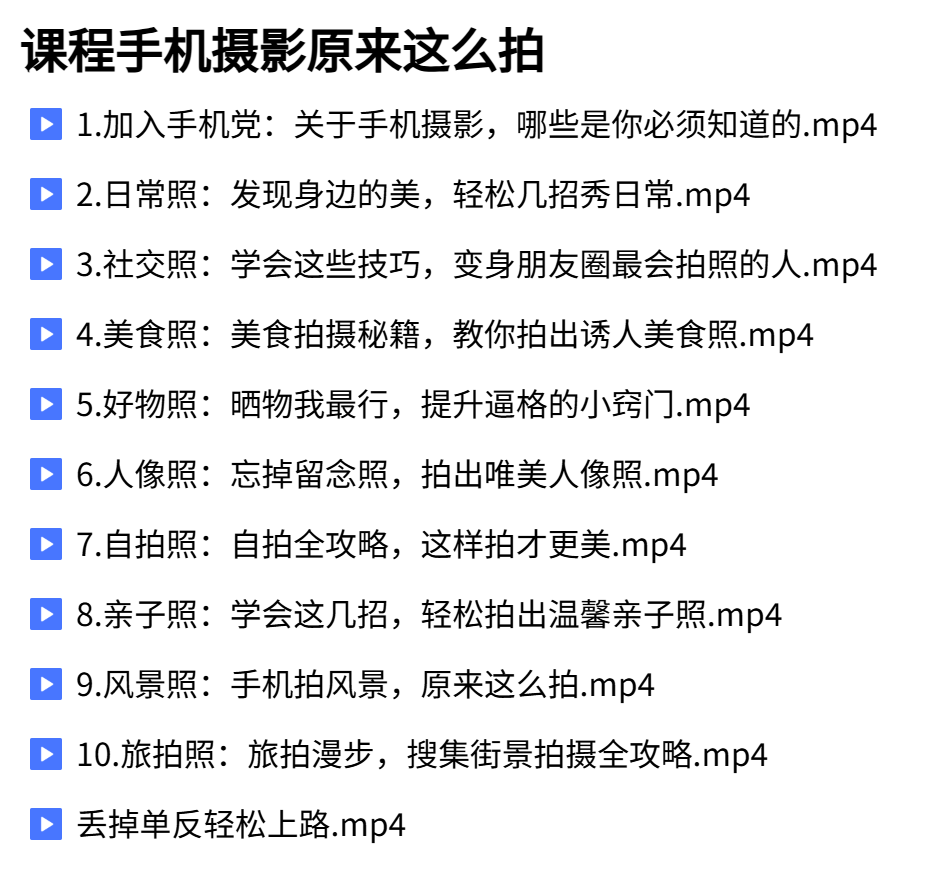 课程手机摄影原来这么拍
1.加入手机党：关于手机摄影，哪些是你必须知道的.mp4
2.日常照：发现身边的美，轻松几招秀日常.mp4
3.社交照：学会这些技巧，变身朋友圈最会拍照的人.mp4
4.美食照：美食拍摄秘籍，教你拍出诱人美食照.mp4
5.好物照：晒物我最行，提升逼格的小窍门.mp4
6.人像照：忘掉留念照，拍出唯美人像照.mp4
7.自拍照：自拍全攻略，这样拍才更美.mp4
8.亲子照：学会这几招，轻松拍出温馨亲子照.mp4
9.风景照：手机拍风景，原来这么拍.mp4
10.旅拍照：旅拍漫步，搜集街景拍摄全攻略.mp4
丢掉单反轻松上路.mp4